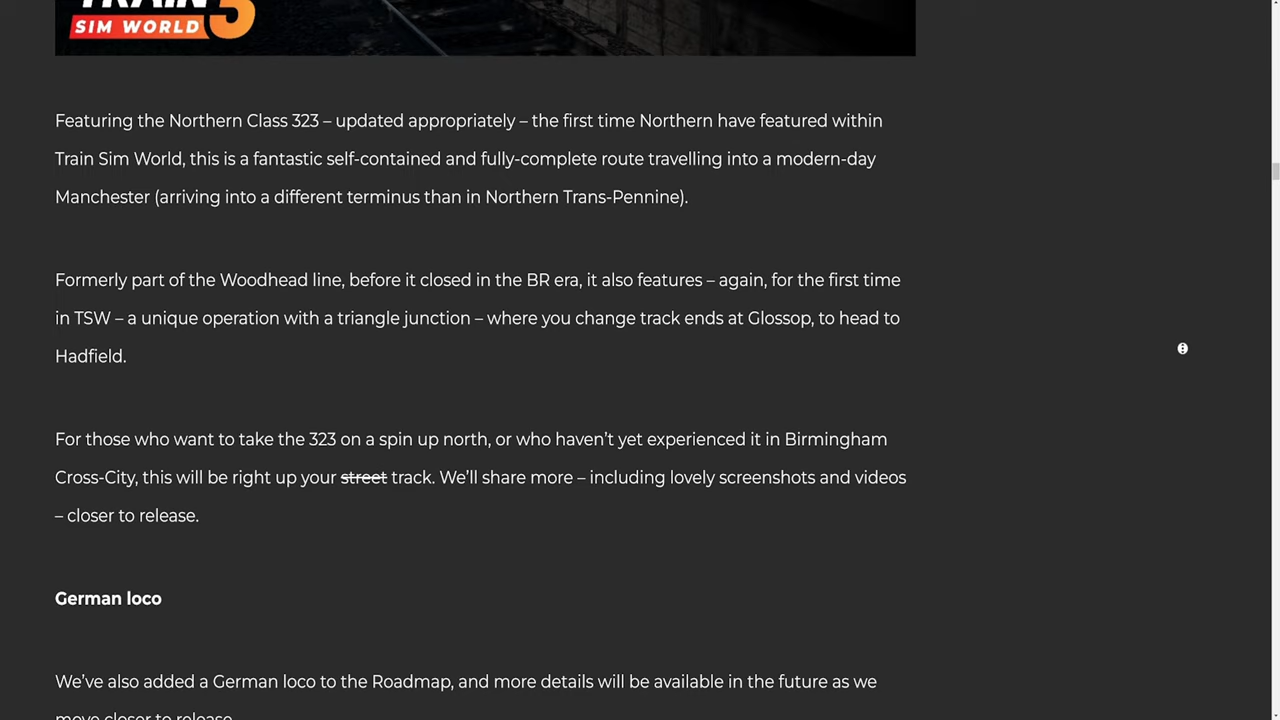 TRAIN
SIM WORLD 3
Featuring the Northern Class 323 – updated appropriately – the first time Northern have featured within
Train Sim World, this is a fantastic self-contained and fully-complete route travelling into a modern-day
Manchester (arriving into a different terminus than in Northern Trans-Pennine).
Formerly part of the Woodhead line, before it closed in the BR era, it also features – again, for the first time
in TSW – a unique operation with a triangle junction – where you change track ends at Glossop, to head to
Hadfield.
For those who want to take the 323 on a spin up north, or who haven’t yet experienced it in Birmingham
Cross-City, this will be right up your street track. We’ll share more – including lovely screenshots and videos
– closer to release.
German loco
We’ve also added a German loco to the Roadmap, and more details will be available in the future as we
move closer to release.